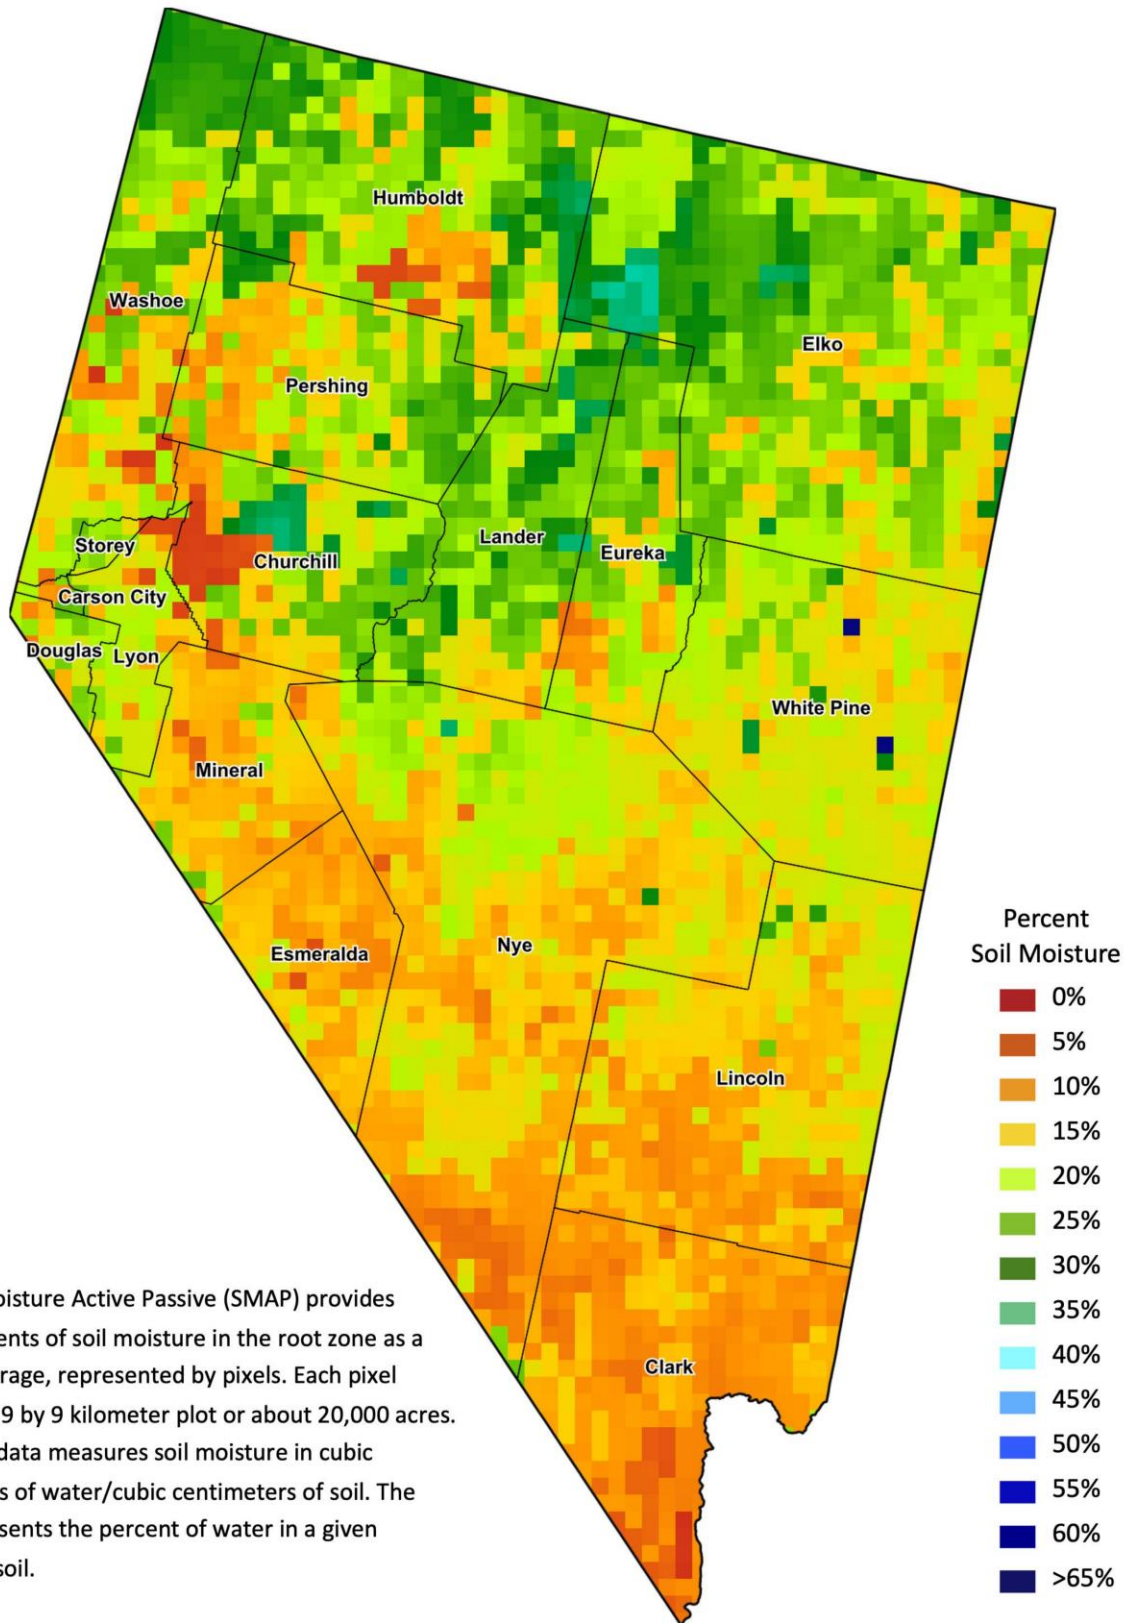 Humboldt
Washoe
Elko
Pershing
Storey
Churchill
Lander
Eureka
Carson City
Douglas
Lyon
White Pine
Mineral
Esmeralda
Nye
Lincoln
Clark
Percent
Soil Moisture
0%
5%
10%
15%
20%
25%
30%
35%
40%
45%
50%
55%
60%
>65%
oisture Active Passive (SMAP) provides
ents of soil moisture in the root zone as a
rage, represented by pixels. Each pixel
9 by 9 kilometer plot or about 20,000 acres.
data measures soil moisture in cubic
s of water/cubic centimeters of soil. The
sents the percent of water in a given
soil.